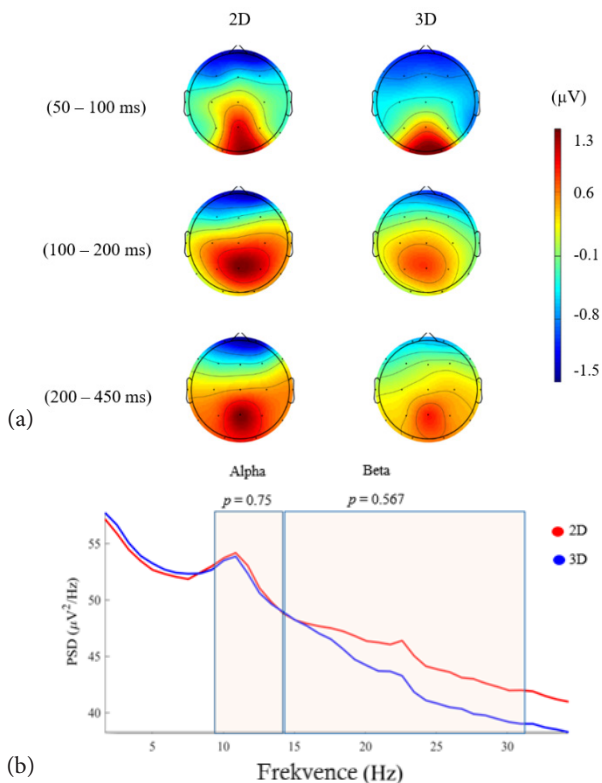 2D 3D
(50 – 100 ms)
(μV)
1.3
(100 – 200 ms)
0.6
-0.1
-0.8
(200 – 450 ms)
-1.5
(a)
Alpha Beta
p = 0.75 p = 0.567
2D
3D
55
50
45
40
PSD (μV²/Hz)
5 10 15 20 25 30
Frekvence (Hz)
(b)